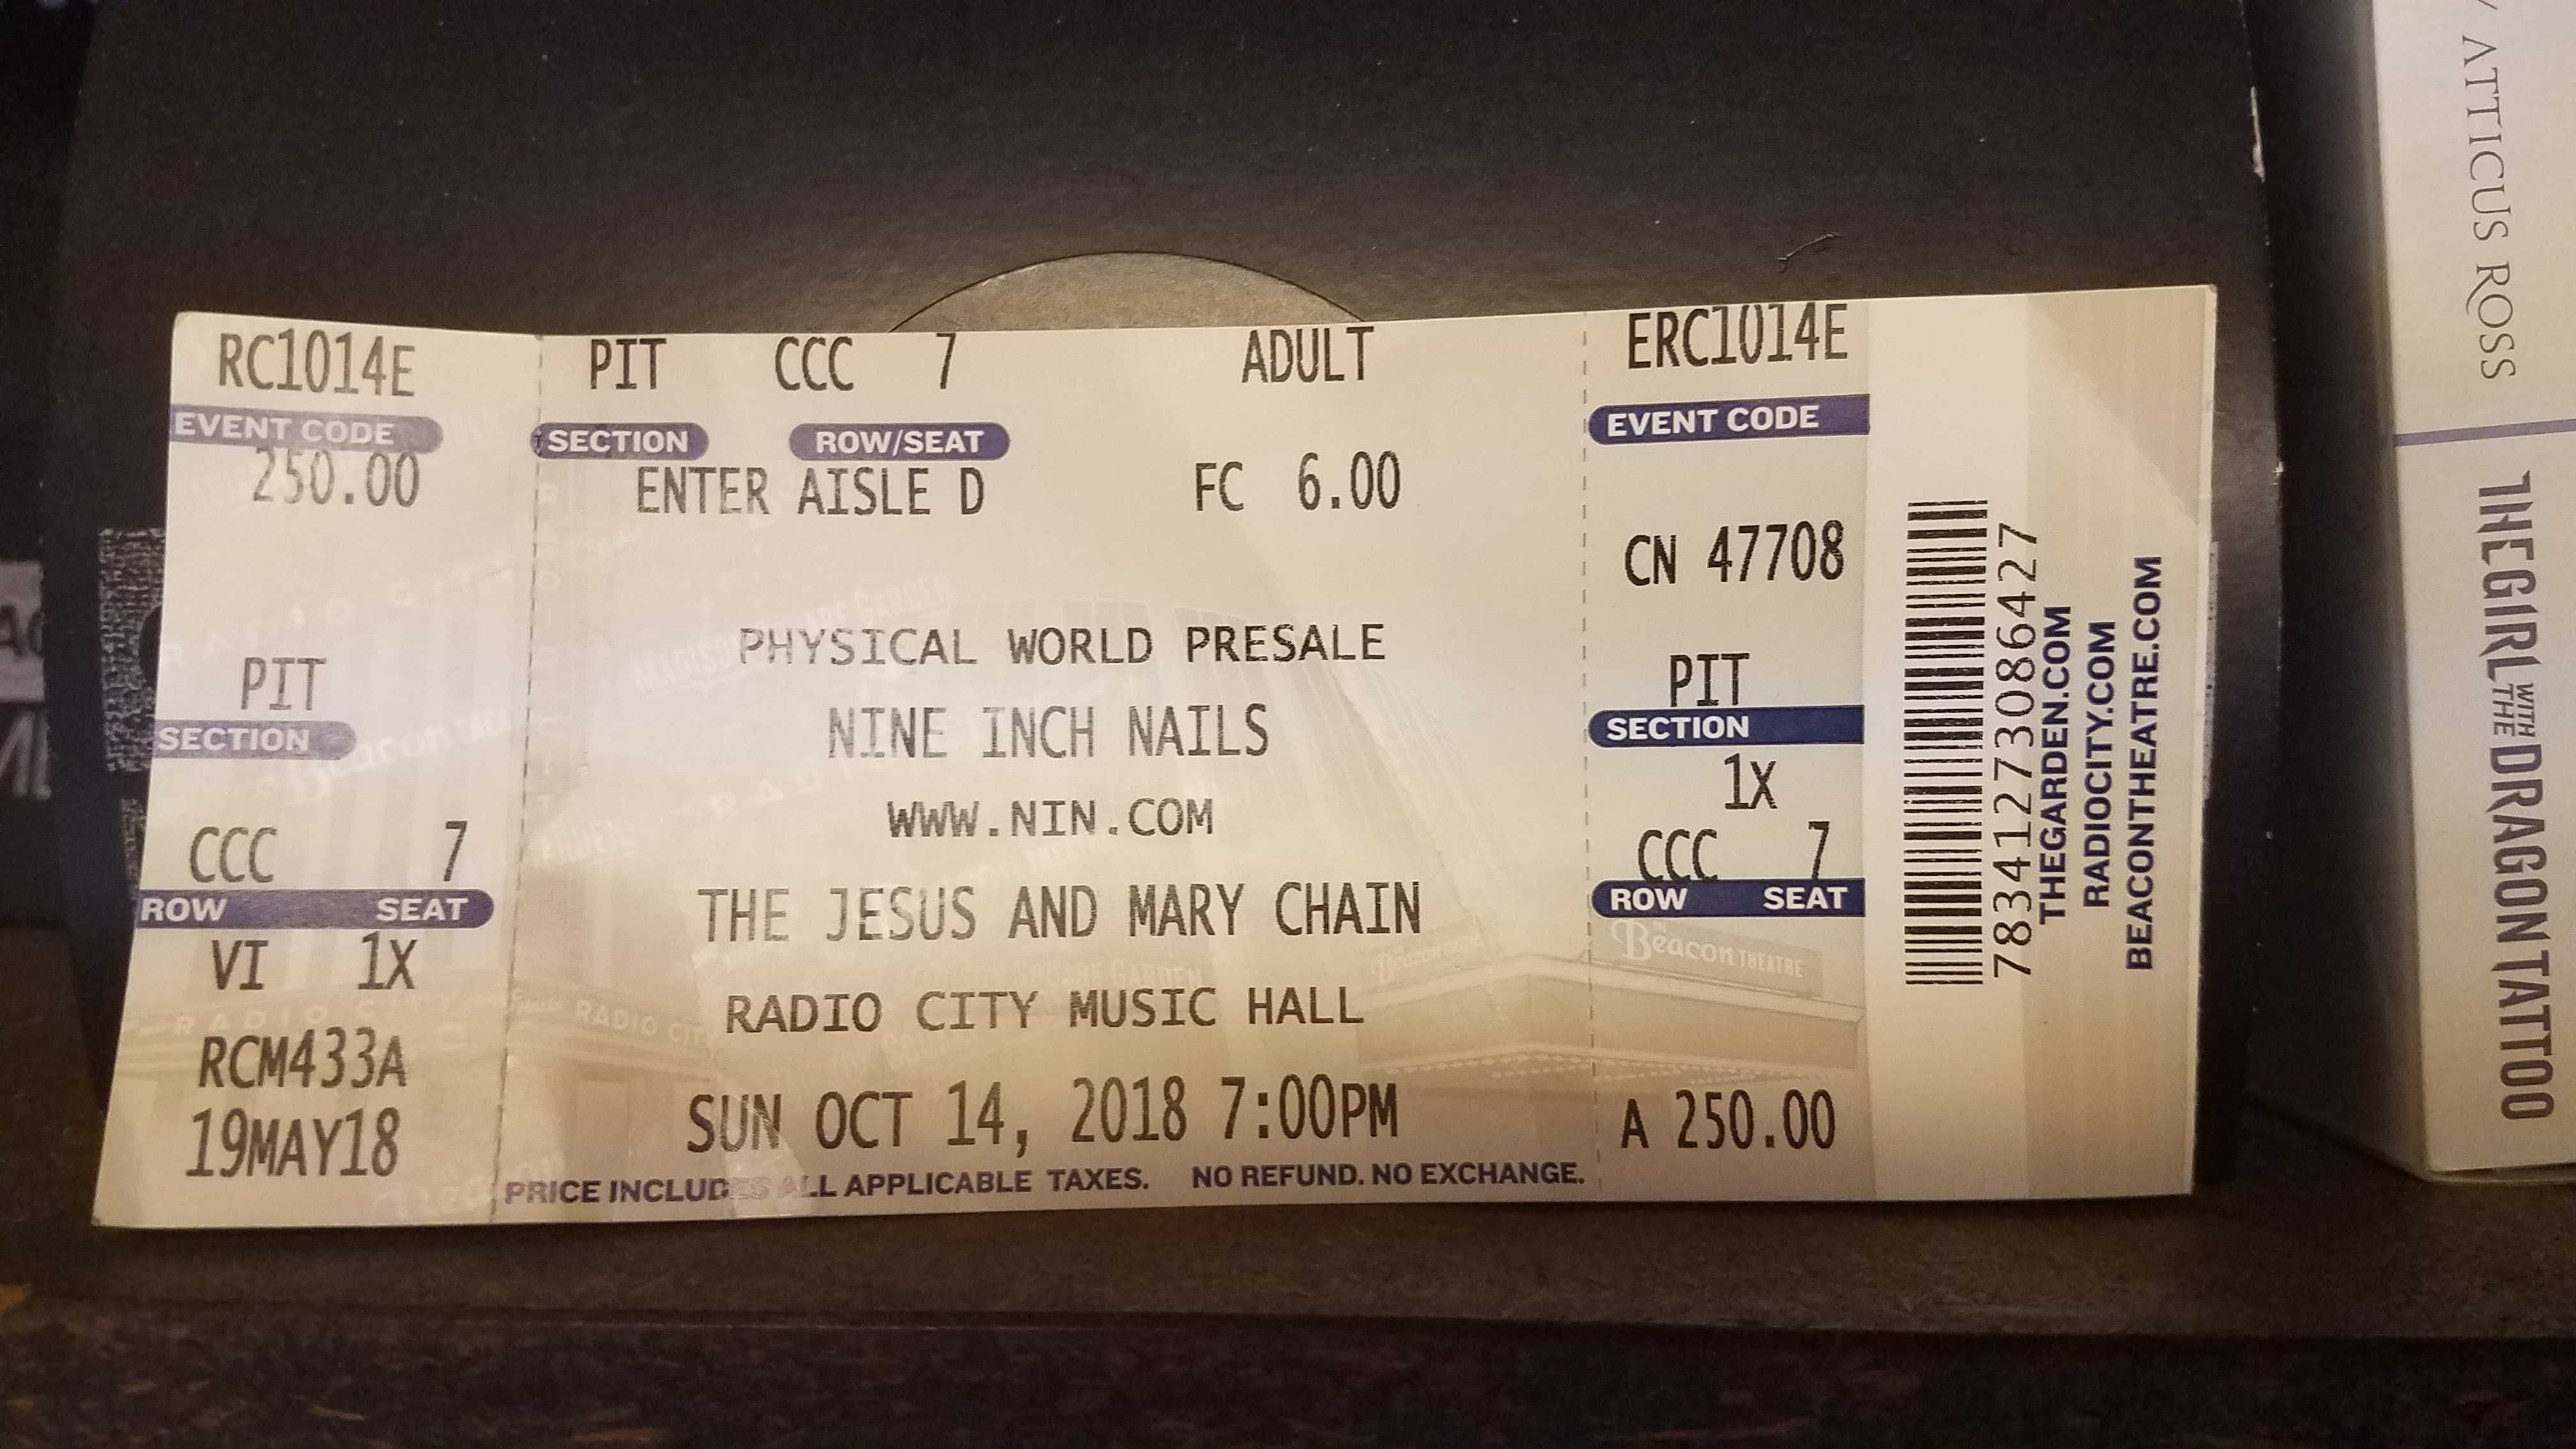 RC1014E
EVENT CODE
250.00
PIT
SECTION
CCC 7
ROW SEAT
VI 1X
RCM433A
19MAY18
PIT CCC 7 ADULT
SECTION ROW/SEAT
ENTER AISLE D FC 6.00
PHYSICAL WORLD PRESALE
NINE INCH NAILS
WWW.NIN.COM
THE JESUS AND MARY CHAIN
RADIO CITY MUSIC HALL
SUN OCT 14, 2018 7:00PM
PRICE INCLUDES ALL APPLICABLE TAXES. NO REFUND. NO EXCHANGE.
ERC1014E
EVENT CODE
CN 47708
PIT
SECTION
1X
CCC 7
ROW SEAT
Beacon THEATRE
A 250.00
78341273086427
THEGARDEN.COM
RADIOCITY.COM
BEACONTHEATRE.COM
ATTICUS ROSS
THE GIRL WITH THE DRAGON TATTOO